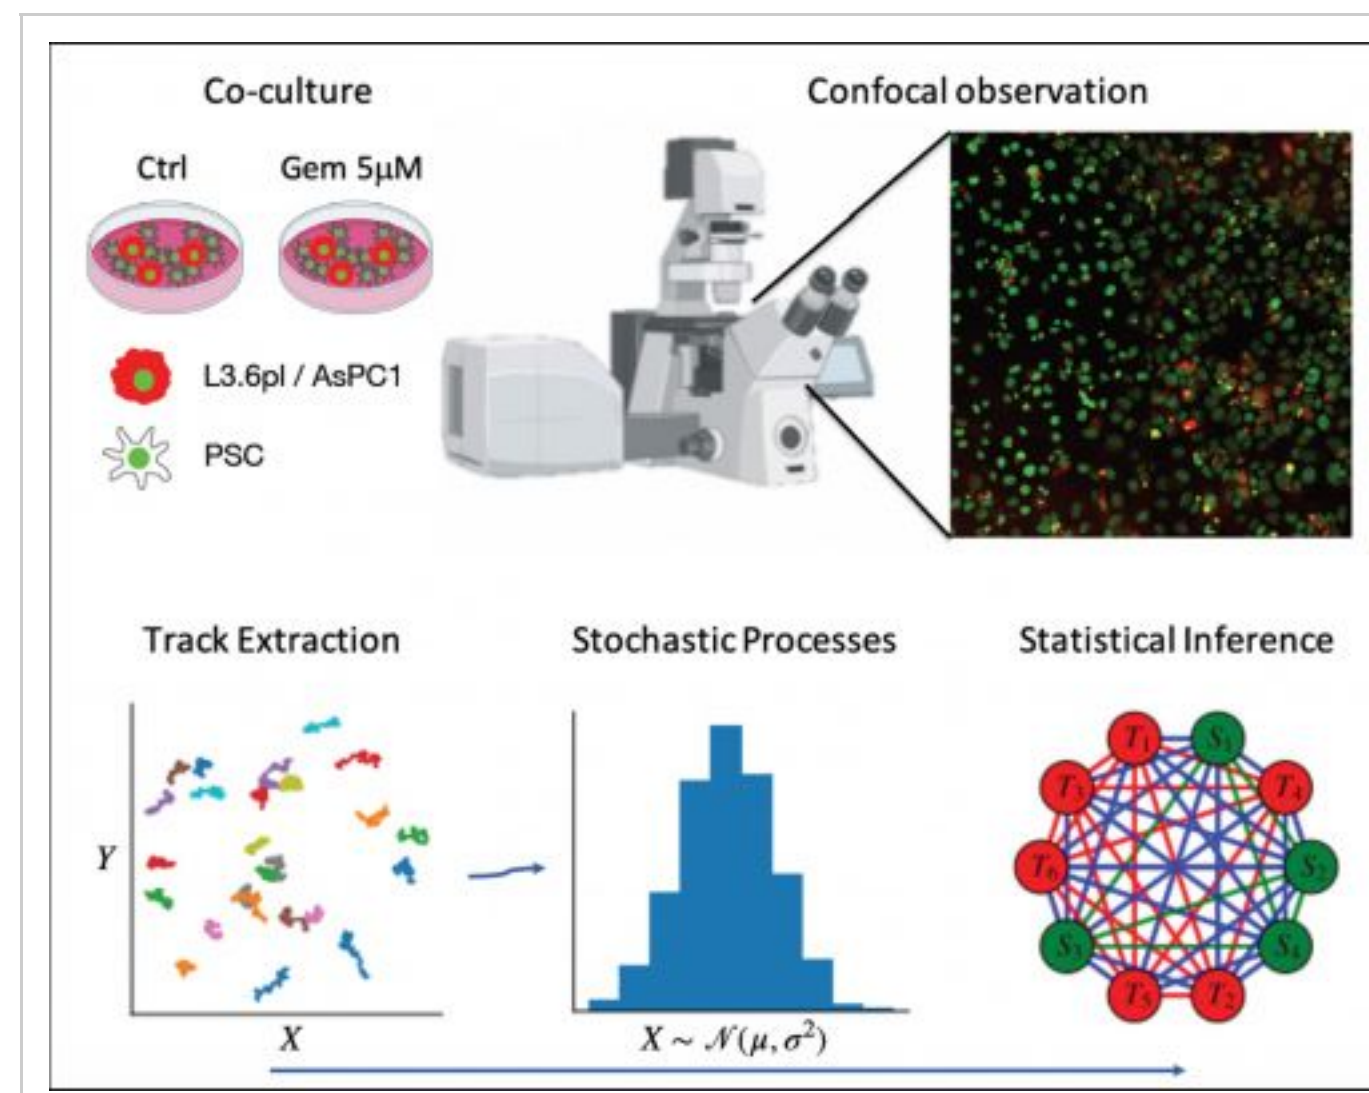 Co-culture
Confocal observation
Ctrl
Gem 5μM
L3.6pl / AsPC1
PSC
Track Extraction
Stochastic Processes
Statistical Inference
Y
X
X ~ 𝒩(μ, σ²)
T₁
S₁
T₃
T₄
T₆
S₂
S₃
S₄
T₅
T₂